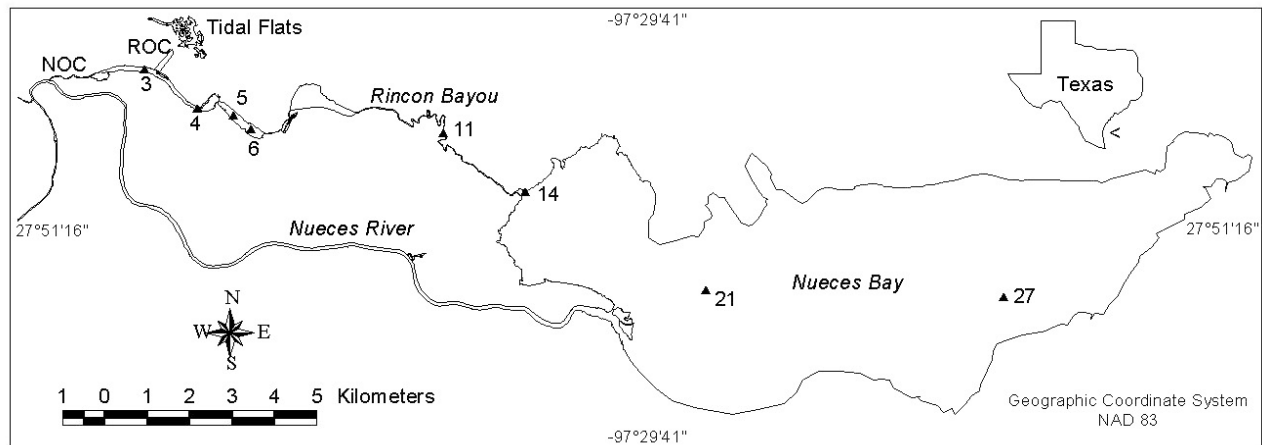 -97°29'41"
Tidal Flats
ROC
NOC
3
Texas
5
Rincon Bayou
4
11
6
<
14
Nueces River
27°51'16"
27°51'16"
Nueces Bay
21
27
N
W E
S
1 0 1 2 3 4 5 Kilometers
Geographic Coordinate System
NAD 83
-97°29'41"